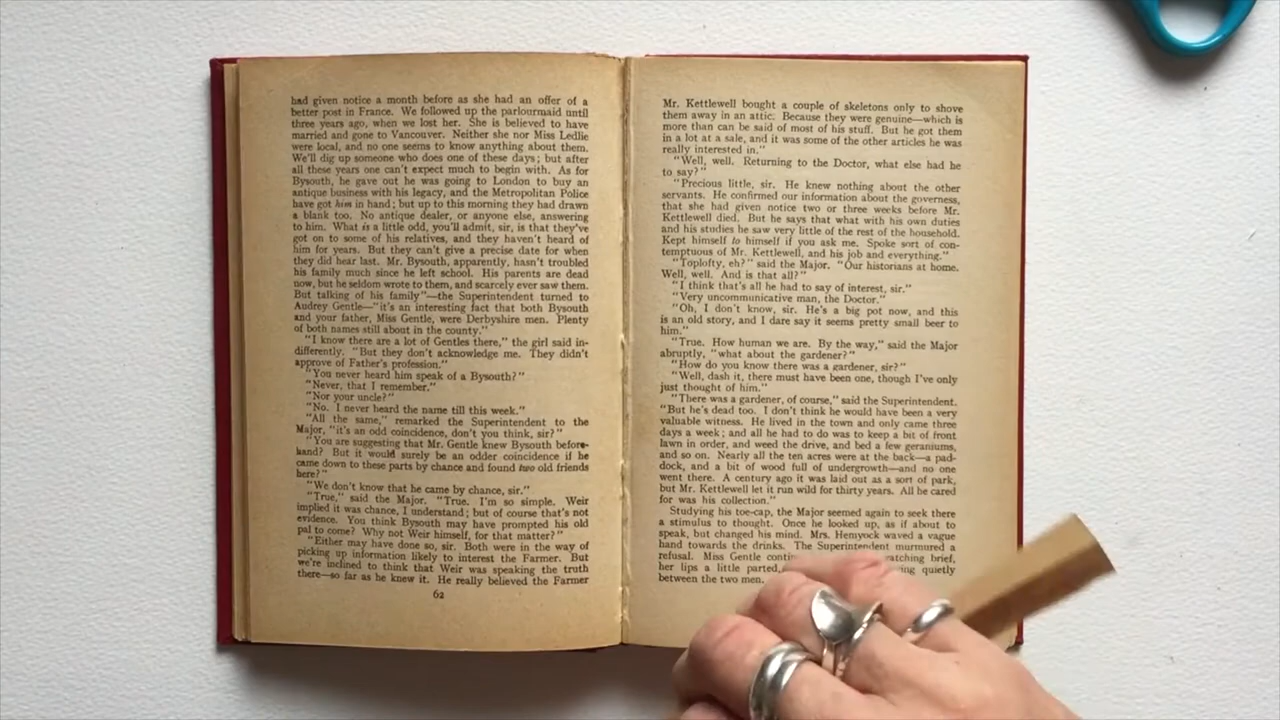 had given notice a month before as she had an offer of a
better post in France. We followed up the parlourmaid until
three years ago, when we lost her. She is believed to have
married and gone to Vancouver. Neither she nor Miss Ledlie
were local, and no one seems to know anything about them.
We'll dig up someone who does one of these days; but after
all these years one can't expect much to begin with. As for
Bysouth, he gave out he was going to London to buy an
antique business with his legacy, and the Metropolitan Police
have got him in hand; but up to this morning they had drawn
a blank too. No antique dealer, or anyone else, answering
to him. What is a little odd, you'll admit, sir, is that they've
got on to some of his relatives, and they haven't heard of
him for years. But they can't give a precise date for when
they did hear last. Mr. Bysouth, apparently, hasn't troubled
his family much since he left school. His parents are dead
now, but he seldom wrote to them, and scarcely ever saw them.
But talking of his family"—the Superintendent turned to
Audrey Gentle—"it's an interesting fact that both Bysouth
and your father, Miss Gentle, were Derbyshire men. Plenty
of both names still about in the county."
"I know there are a lot of Gentles there," the girl said in-
differently. "But they don't acknowledge me. They didn't
approve of Father's profession."
"You never heard him speak of a Bysouth?"
"Never, that I remember."
"Nor your uncle?"
"No. I never heard the name till this week."
"All the same," remarked the Superintendent to the
Major, "it's an odd coincidence, don't you think, sir?"
"You are suggesting that Mr. Gentle knew Bysouth before-
hand? But it would surely be an odder coincidence if he
came down to these parts by chance and found two old friends
here?"
"We don't know that he came by chance, sir."
"True," said the Major. "True. I'm so simple. Weir
implied it was chance, I understand; but of course that's not
evidence. You think Bysouth may have prompted his old
pal to come? Why not Weir himself, for that matter?"
"Either may have done so, sir. Both were in the way of
picking up information likely to interest the Farmer. But
we're inclined to think that Weir was speaking the truth
there—so far as he knew it. He really believed the Farmer
62
Mr. Kettlewell bought a couple of skeletons only to shove
them away in an attic. Because they were genuine—which is
more than can be said of most of his stuff. But he got them
in a lot at a sale, and it was some of the other articles he was
really interested in."
"Well, well. Returning to the Doctor, what else had he
to say?"
"Precious little, sir. He knew nothing about the other
servants. He confirmed our information about the governess,
that she had given notice two or three weeks before Mr.
Kettlewell died. But he says that what with his own duties
and his studies he saw very little of the rest of the household.
Kept himself to himself if you ask me. Spoke sort of con-
temptuous of Mr. Kettlewell, and his job and everything."
"Toplofty, eh?" said the Major. "Our historians at home.
Well, well. And is that all?"
"I think that's all he had to say of interest, sir."
"Very uncommunicative man, the Doctor."
"Oh, I don't know, sir. He's a big pot now, and this
is an old story, and I dare say it seems pretty small beer to
him."
"True. How human we are. By the way," said the Major
abruptly, "what about the gardener?"
"How do you know there was a gardener, sir?"
"Well, dash it, there must have been one, though I've only
just thought of him."
"There was a gardener, of course," said the Superintendent.
"But he's dead too. I don't think he would have been a very
valuable witness. He lived in the town and only came three
days a week; and all he had to do was to keep a bit of front
lawn in order, and weed the drive, and bed a few geraniums,
and so on. Nearly all the ten acres were at the back—a pad-
dock, and a bit of wood full of undergrowth—and no one
went there. A century ago it was laid out as a sort of park,
but Mr. Kettlewell let it run wild for thirty years. All he cared
for was his collection."
Studying his toe-cap, the Major seemed again to seek there
a stimulus to thought. Once he looked up, as if about to
speak, but changed his mind. Mrs. Hemyock waved a vague
hand towards the drinks. The Superintendent murmured a
refusal. Miss Gentle watching brief,
her lips a little parted, quietly
between the two men.